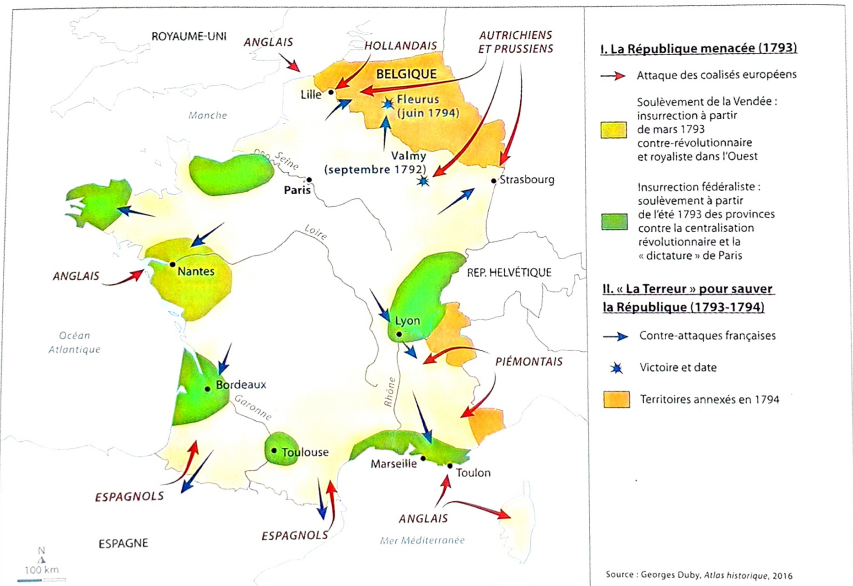 ROYAUME-UNI
ANGLAIS
HOLLANDAIS
AUTRICHIENS
ET PRUSSIENS
BELGIQUE
Lille
Fleurus
(juin 1794)
Manche
Valmy
(septembre 1792)
Seine
Paris
Strasbourg
Loire
Nantes
ANGLAIS
REP. HELVÉTIQUE
Océan
Atlantique
Lyon
PIÉMONTAIS
Bordeaux
Garonne
Rhône
Toulouse
Marseille
Toulon
ESPAGNOLS
ESPAGNOLS
ANGLAIS
ESPAGNE
Mer Méditerranée
N
100 km
I. La République menacée (1793)
Attaque des coalisés européens
Soulèvement de la Vendée :
insurrection à partir
de mars 1793
contre-révolutionnaire
et royaliste dans l'Ouest
Insurrection fédéraliste :
soulèvement à partir
de l'été 1793 des provinces
contre la centralisation
révolutionnaire et la
« dictature » de Paris
II. « La Terreur » pour sauver
la République (1793-1794)
Contre-attaques françaises
Victoire et date
Territoires annexés en 1794
Source : Georges Duby, Atlas historique, 2016